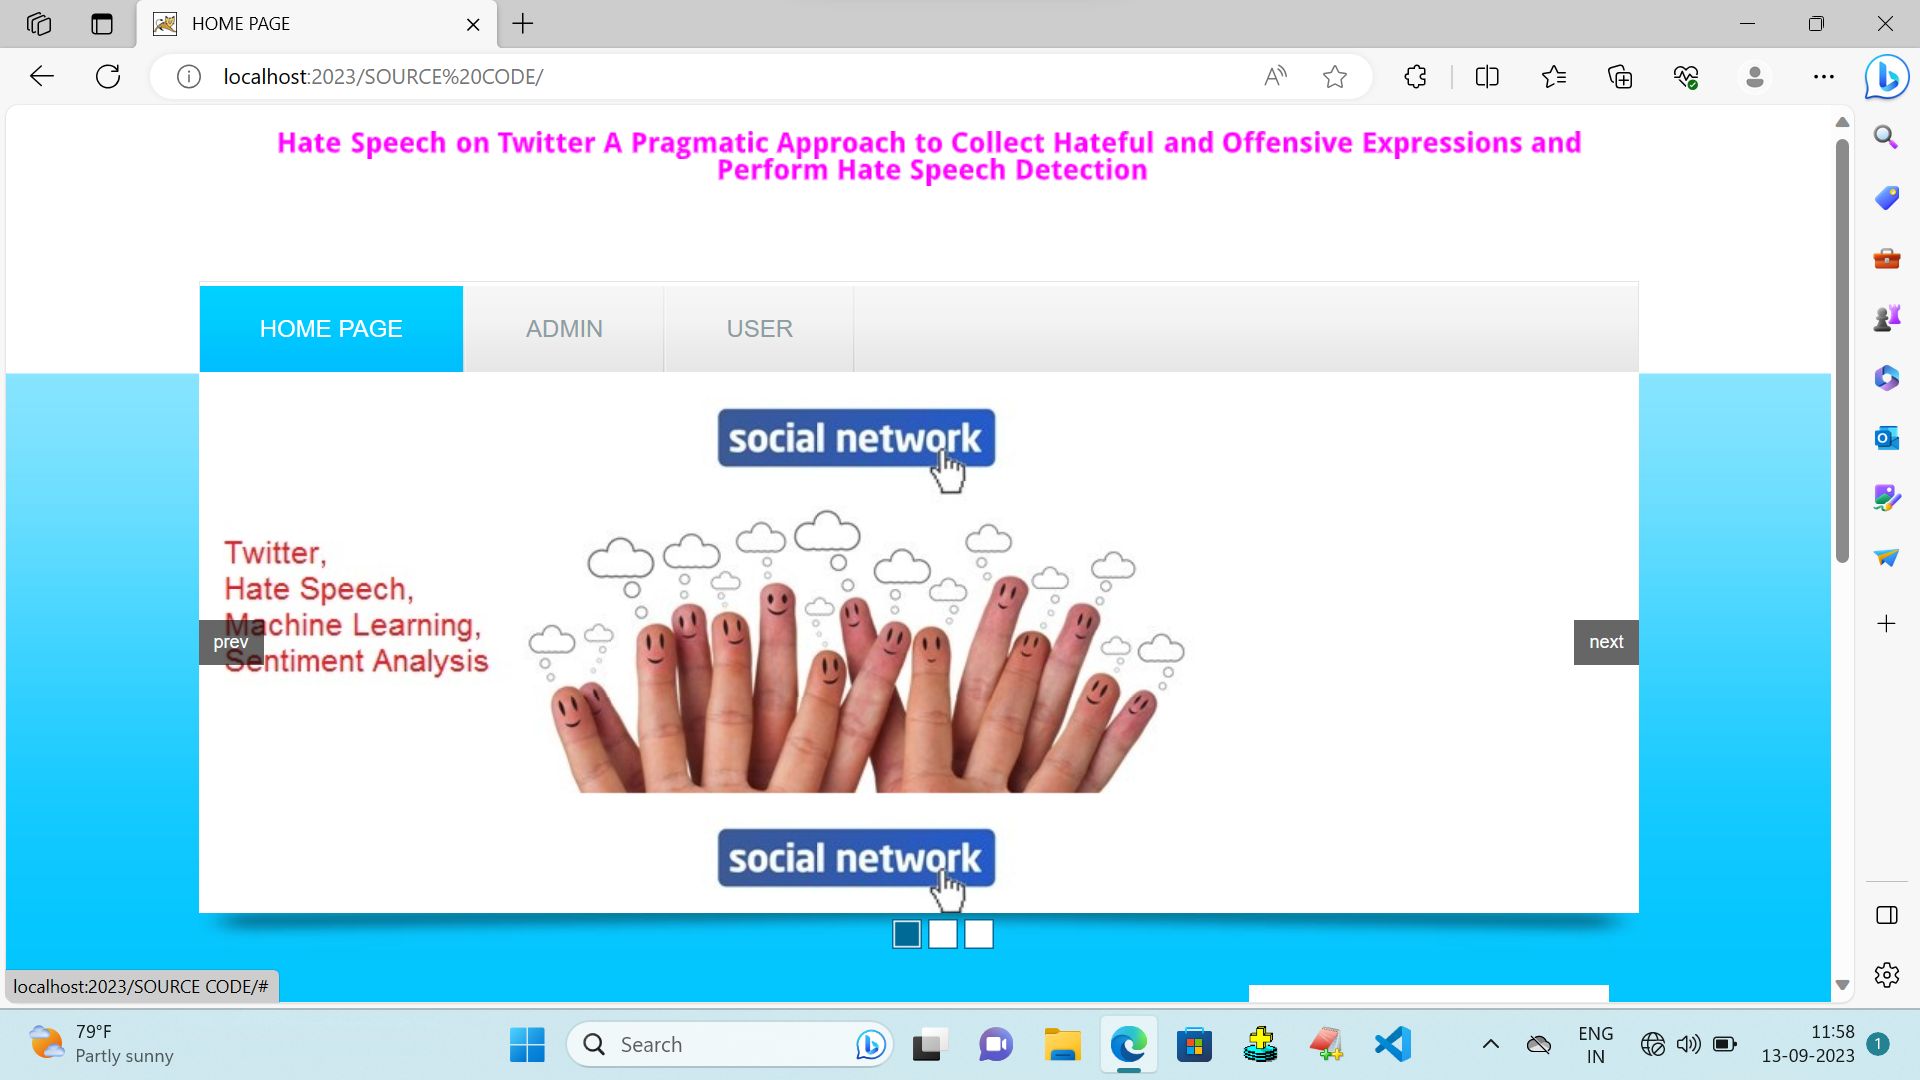 HOME PAGE
localhost:2023/SOURCE%20CODE/
Hate Speech on Twitter A Pragmatic Approach to Collect Hateful and Offensive Expressions and
Perform Hate Speech Detection
HOME PAGE
ADMIN
USER
social network
Twitter,
Hate Speech,
Machine Learning,
Sentiment Analysis
prev
next
social network
localhost:2023/SOURCE CODE/#
79°F
Partly sunny
Search
ENG
IN
11:58
13-09-2023
1